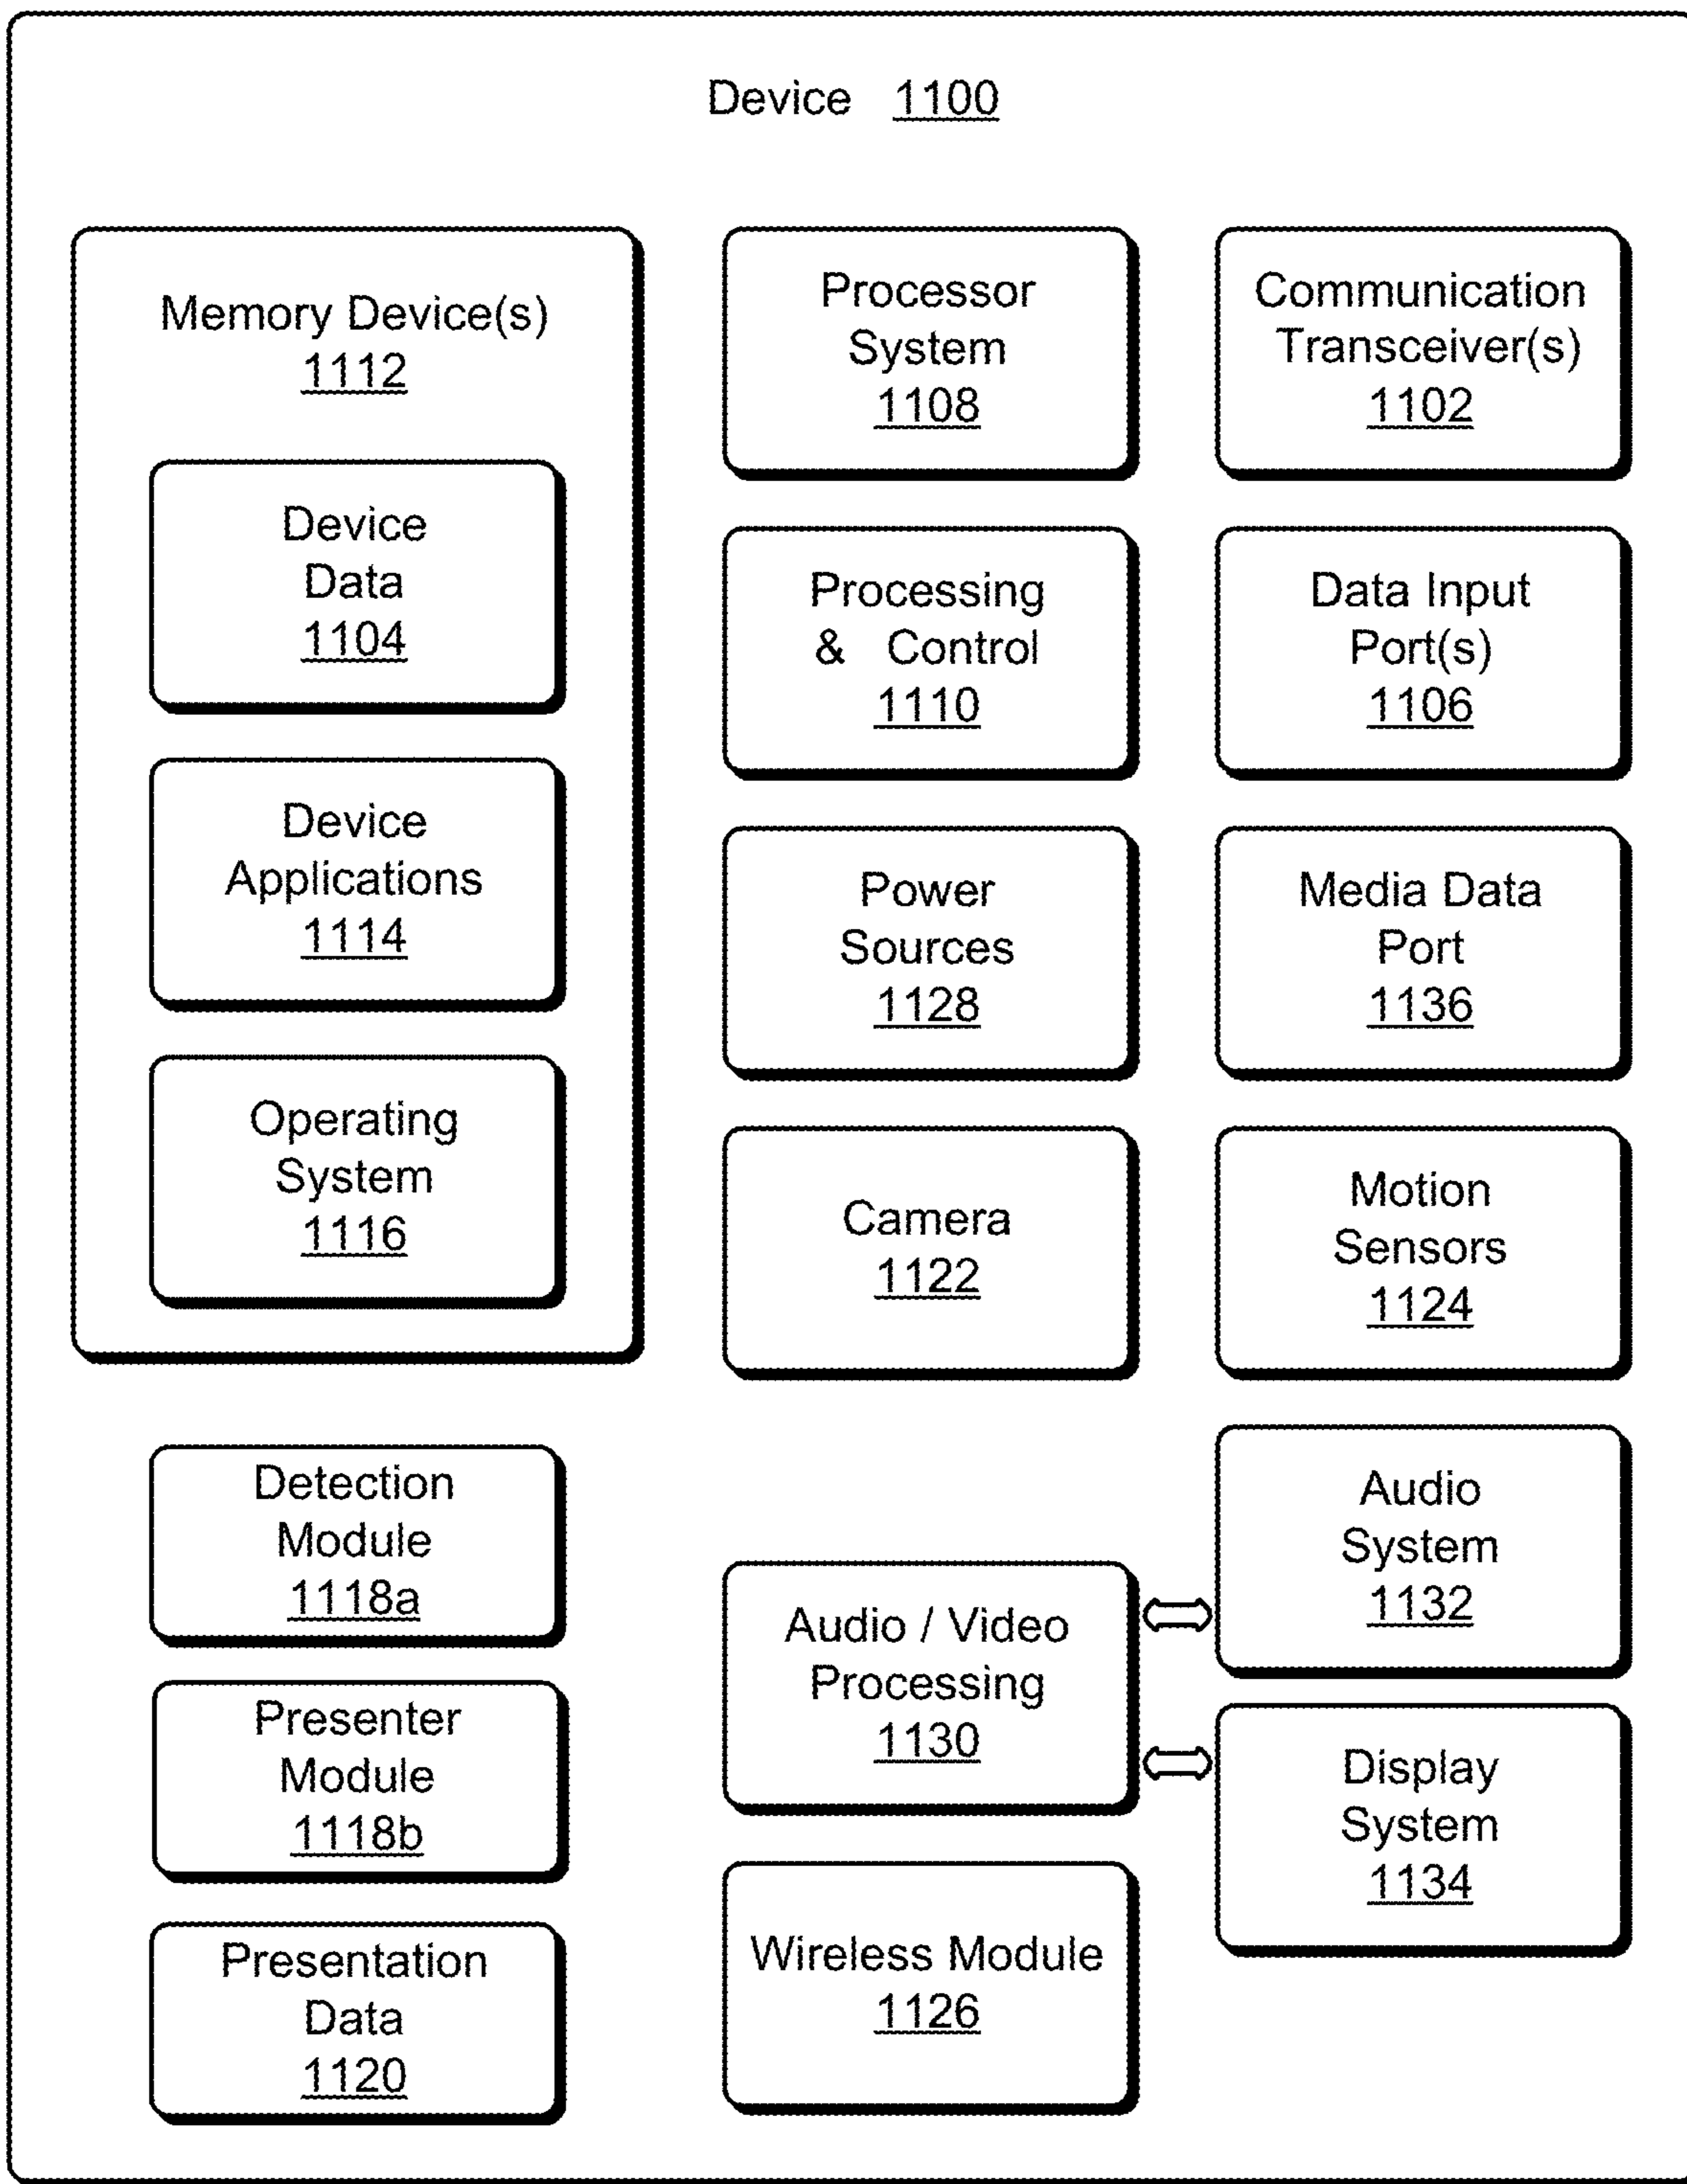 Device 1100
Memory Device(s)
1112
Device
Data
1104
Device
Applications
1114
Operating
System
1116
Detection
Module
1118a
Presenter
Module
1118b
Presentation
Data
1120
Processor
System
1108
Processing
& Control
1110
Power
Sources
1128
Camera
1122
Audio / Video
Processing
1130
Wireless Module
1126
Communication
Transceiver(s)
1102
Data Input
Port(s)
1106
Media Data
Port
1136
Motion
Sensors
1124
Audio
System
1132
Display
System
1134